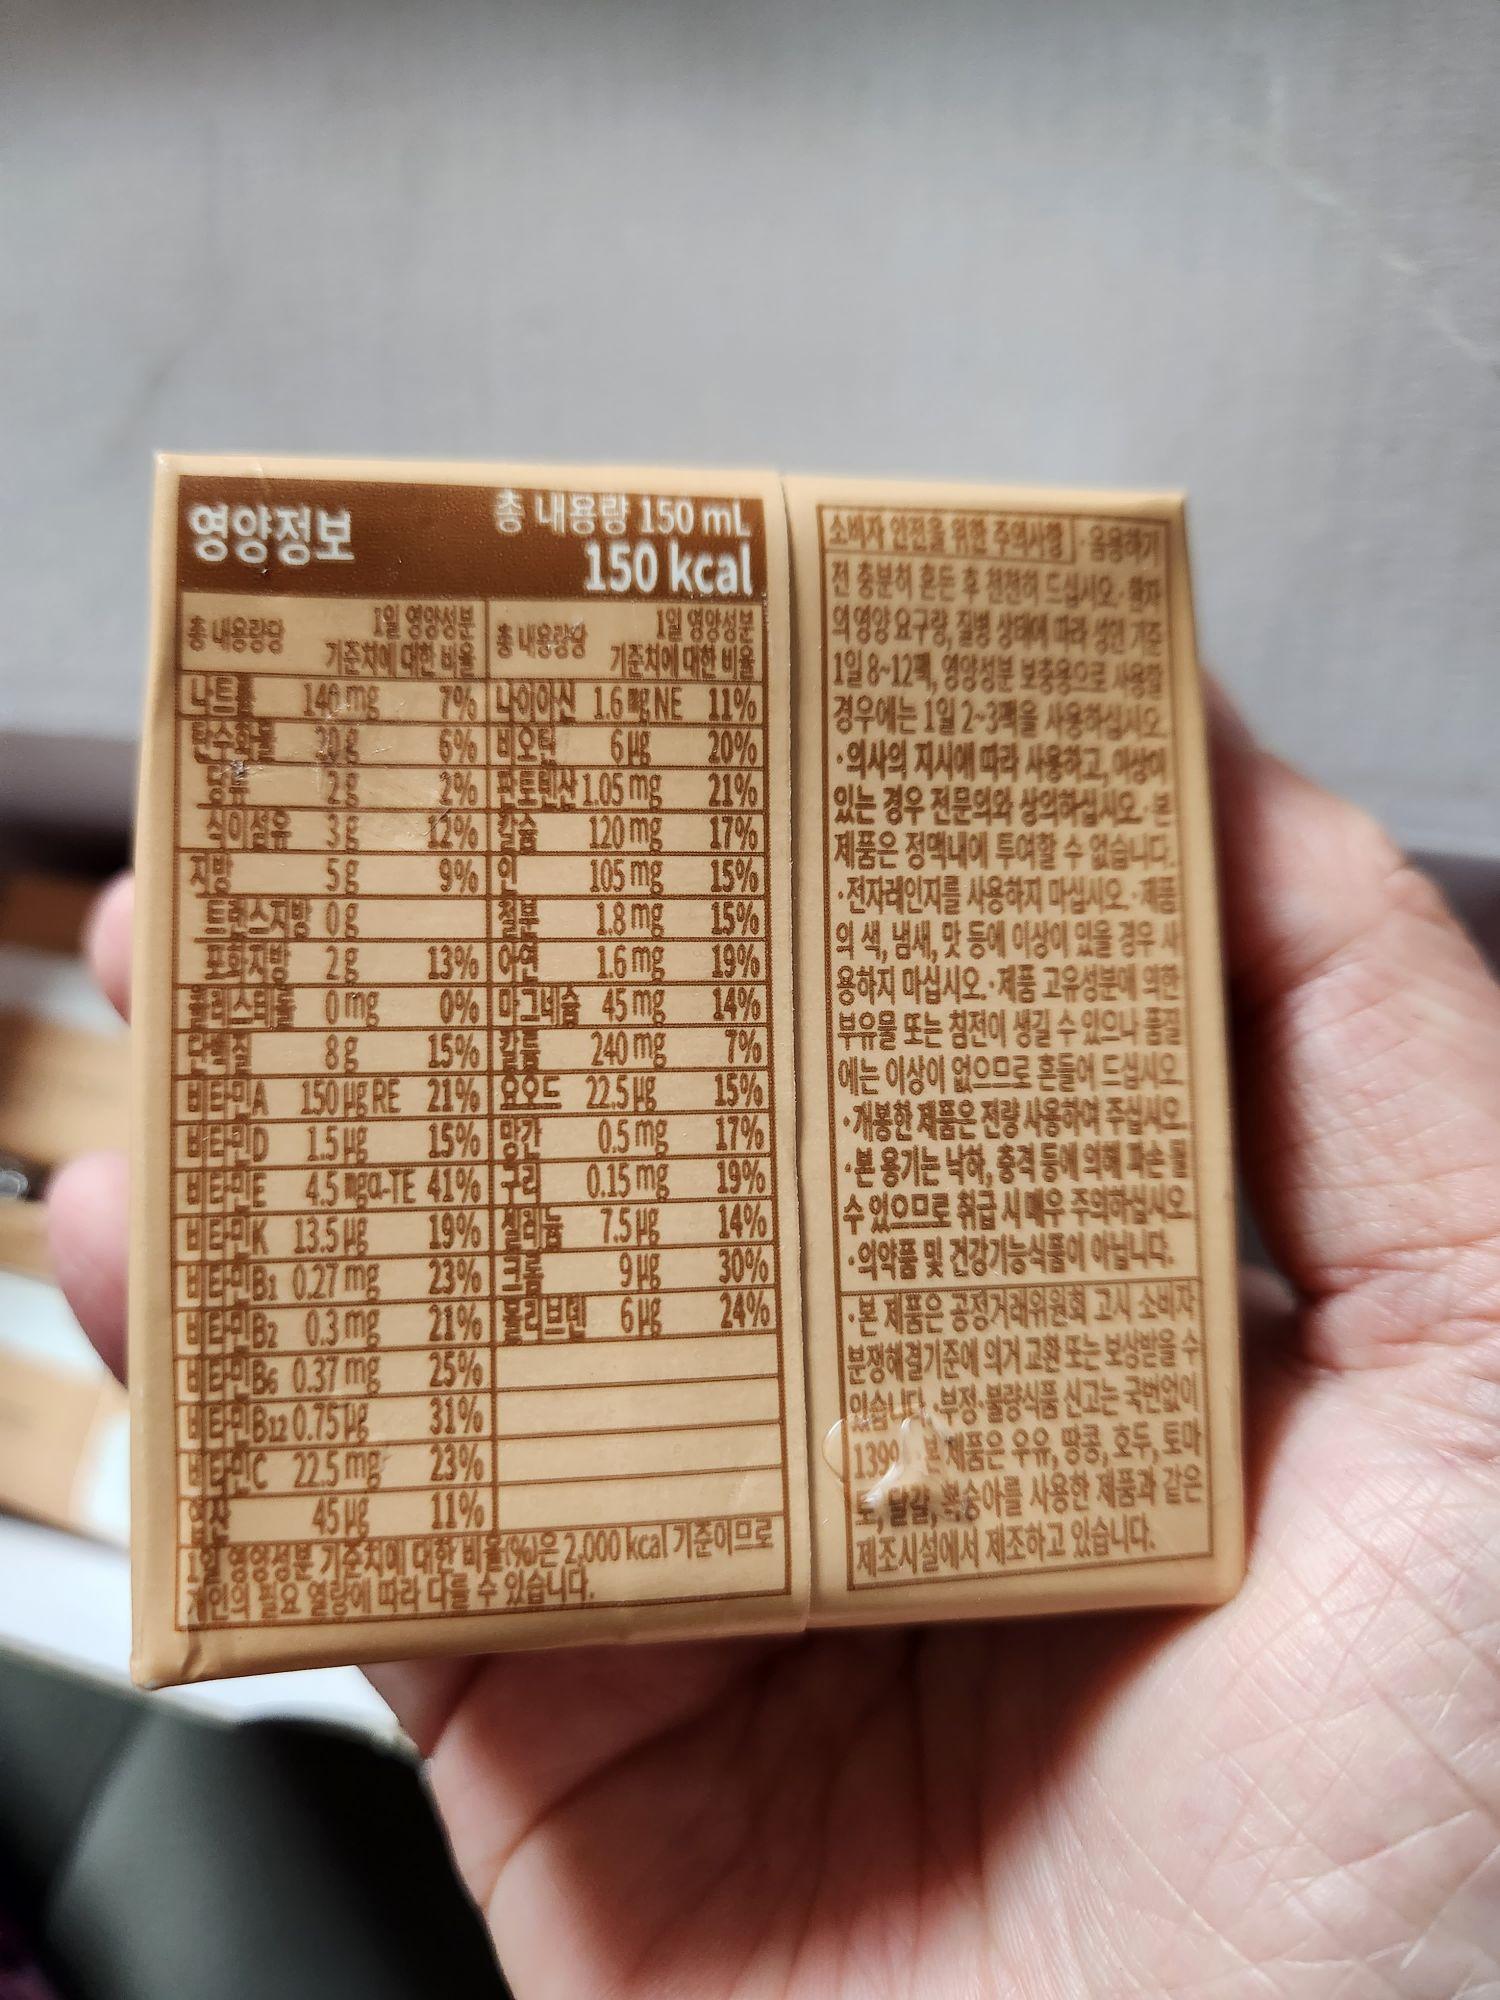 영양정보
총 내용량 150 mL
150 kcal
총 내용량당 1일 영양성분 기준치에 대한 비율
총 내용량당 1일 영양성분 기준치에 대한 비율
나트륨 140 mg 7%
탄수화물 20 g 6%
당류 2 g 2%
식이섬유 3 g 12%
지방 5 g 9%
트랜스지방 0 g
포화지방 2 g 13%
콜레스테롤 0 mg 0%
단백질 8 g 15%
비타민A 150 μg RE 21%
비타민D 1.5 μg 15%
비타민E 4.5 mgα-TE 41%
비타민K 13.5 μg 19%
비타민B1 0.27 mg 23%
비타민B2 0.3 mg 21%
비타민B6 0.37 mg 25%
비타민B12 0.75 μg 31%
비타민C 22.5 mg 23%
엽산 45 μg 11%
나이아신 1.6 mg NE 11%
비오틴 6 μg 20%
판토텐산 1.05 mg 21%
칼슘 120 mg 17%
인 105 mg 15%
철분 1.8 mg 15%
아연 1.6 mg 19%
마그네슘 45 mg 14%
칼륨 240 mg 7%
요오드 22.5 μg 15%
망간 0.5 mg 17%
구리 0.15 mg 19%
셀레늄 7.5 μg 14%
크롬 9 μg 30%
몰리브덴 6 μg 24%
1일 영양성분 기준치에 대한 비율(%)은 2,000 kcal 기준이므로
개인의 필요 열량에 따라 다를 수 있습니다.
소비자 안전을 위한 주의사항 ·음용하기
전 충분히 흔든 후 천천히 드십시오.·환자
의 영양 요구량, 질병 상태에 따라 성인 기준
1일 8~12팩, 영양성분 보충용으로 사용할
경우에는 1일 2~3팩을 사용하십시오.
·의사의 지시에 따라 사용하고, 이상이
있는 경우 전문의와 상의하십시오.·본
제품은 정맥내에 투여할 수 없습니다.
·전자레인지를 사용하지 마십시오.·제품
의 색, 냄새, 맛 등에 이상이 있을 경우 사
용하지 마십시오.·제품 고유성분에 의한
부유물 또는 침전이 생길 수 있으나 품질
에는 이상이 없으므로 흔들어 드십시오.
·개봉한 제품은 전량 사용하여 주십시오.
·본 용기는 낙하, 충격 등에 의해 파손 될
수 있으므로 취급 시 매우 주의하십시오.
·의약품 및 건강기능식품이 아닙니다.
·본 제품은 공정거래위원회 고시 소비자
분쟁해결기준에 의거 교환 또는 보상받을 수
있습니다.·부정·불량식품 신고는 국번없이
1399·본 제품은 우유, 땅콩, 호두, 토마
토, 달걀, 복숭아를 사용한 제품과 같은
제조시설에서 제조하고 있습니다.